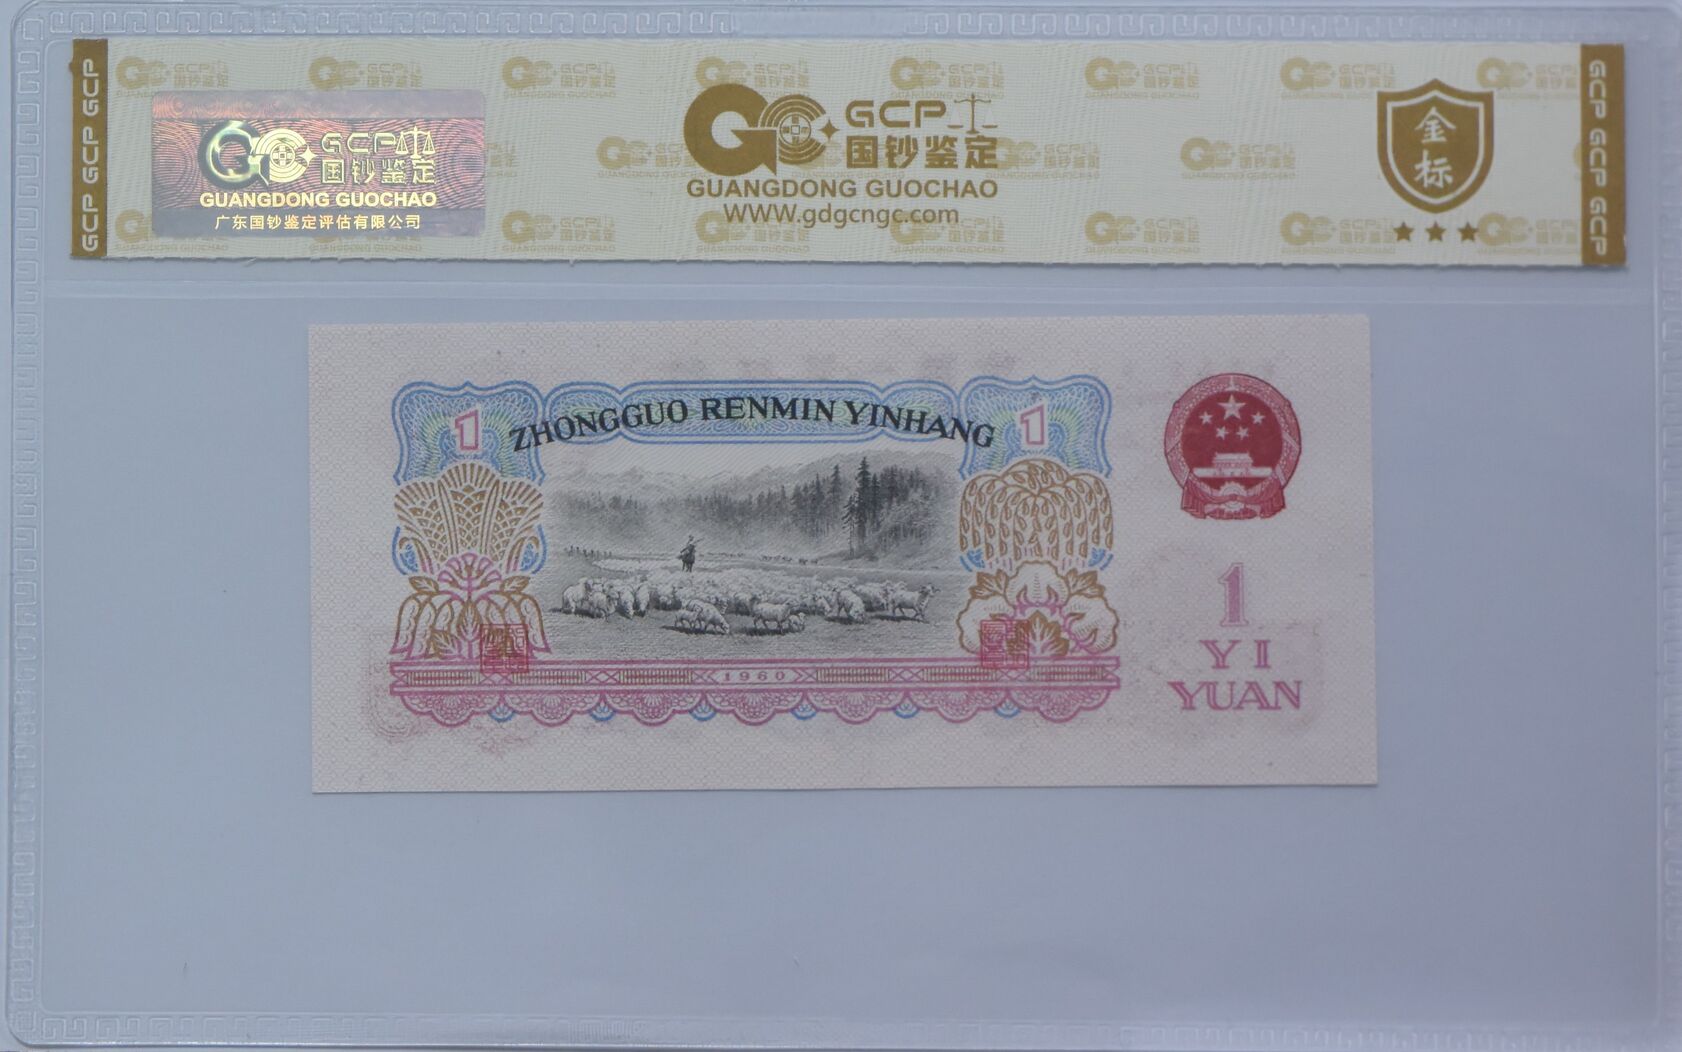 GCP GCP GCP
GCP
国钞鉴定
GUANGDONG GUOCHAO
广东国钞鉴定评估有限公司
GCP
国钞鉴定
GUANGDONG GUOCHAO
WWW.gdgcngc.com
金
标
GCP GCP GCP
ZHONGGUO RENMIN YINHANG
1
1
1960
1
YI
YUAN